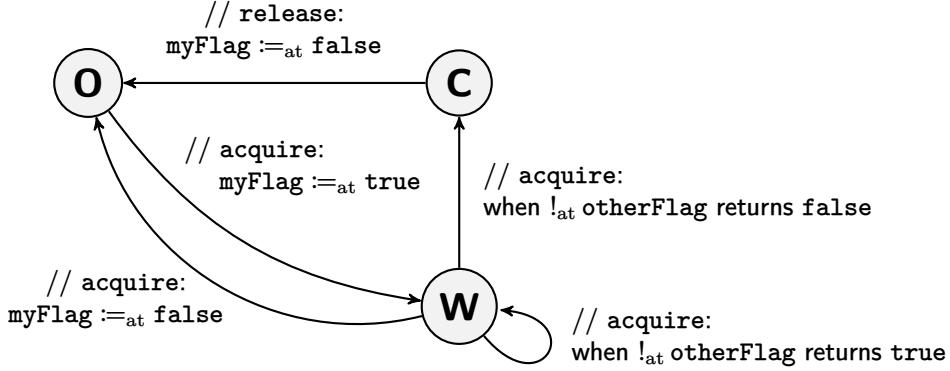 // release:
myFlag :=at false
O
C
// acquire:
myFlag :=at true
// acquire:
when !at otherFlag returns false
// acquire:
myFlag :=at false
W
// acquire:
when !at otherFlag returns true